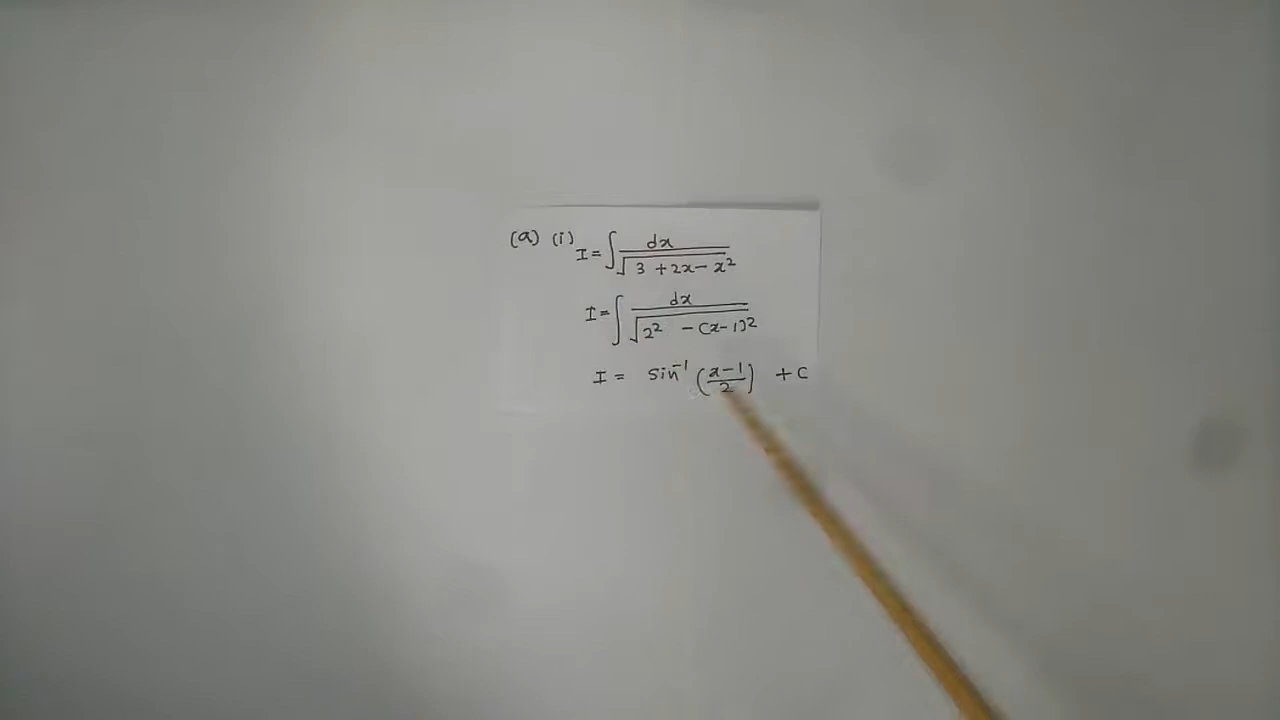 (a) (i) I = ∫ dx / √(3 + 2x − x²)
I = ∫ dx / √(2² − (x−1)²)
I = sin⁻¹ ((x−1)/2) + C